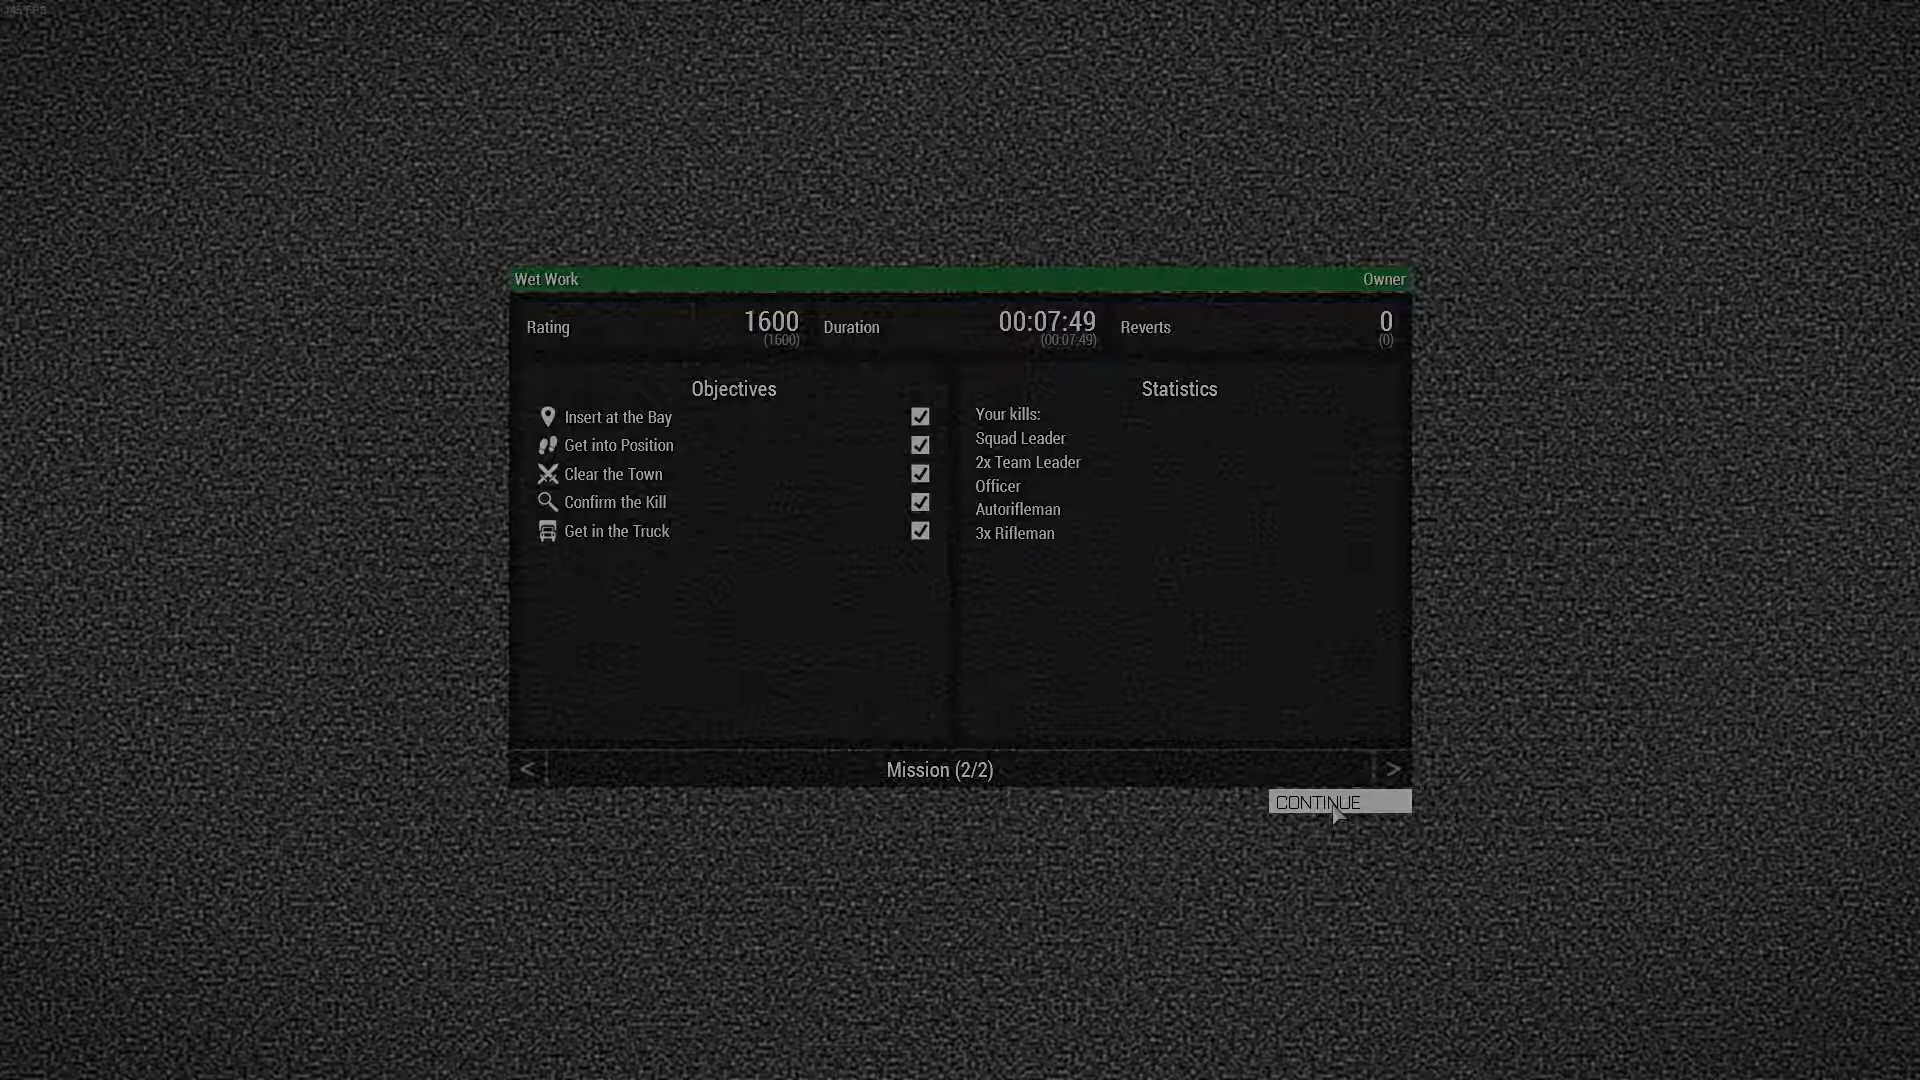 Wet Work Owner
Rating 1600 (1600) Duration 00:07:49 (00:07:49) Reverts 0 (0)
Objectives
Insert at the Bay
Get into Position
Clear the Town
Confirm the Kill
Get in the Truck
Statistics
Your kills:
Squad Leader
2x Team Leader
Officer
Autorifleman
3x Rifleman
< Mission (2/2) >
CONTINUE